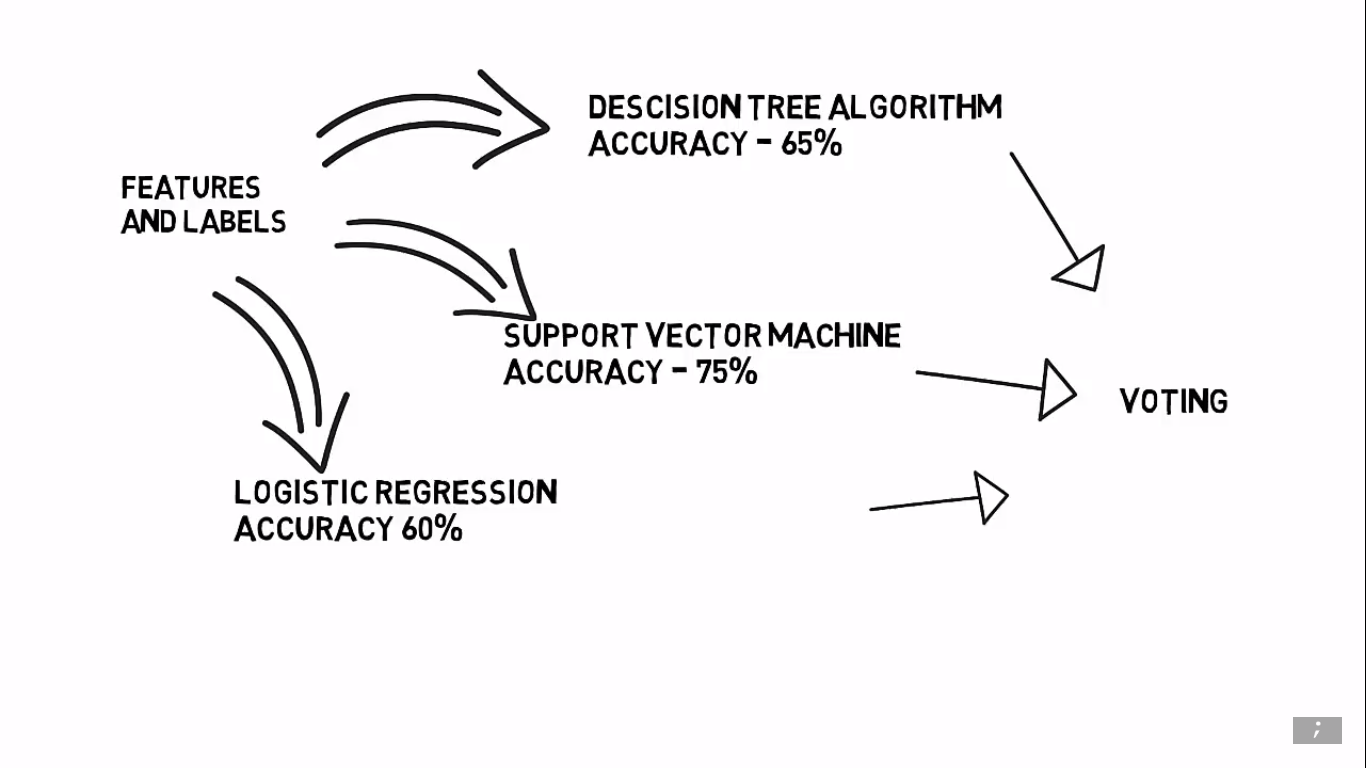 DESCISION TREE ALGORITHM
ACCURACY - 65%
FEATURES
AND LABELS
SUPPORT VECTOR MACHINE
ACCURACY - 75%
VOTING
LOGISTIC REGRESSION
ACCURACY 60%
;